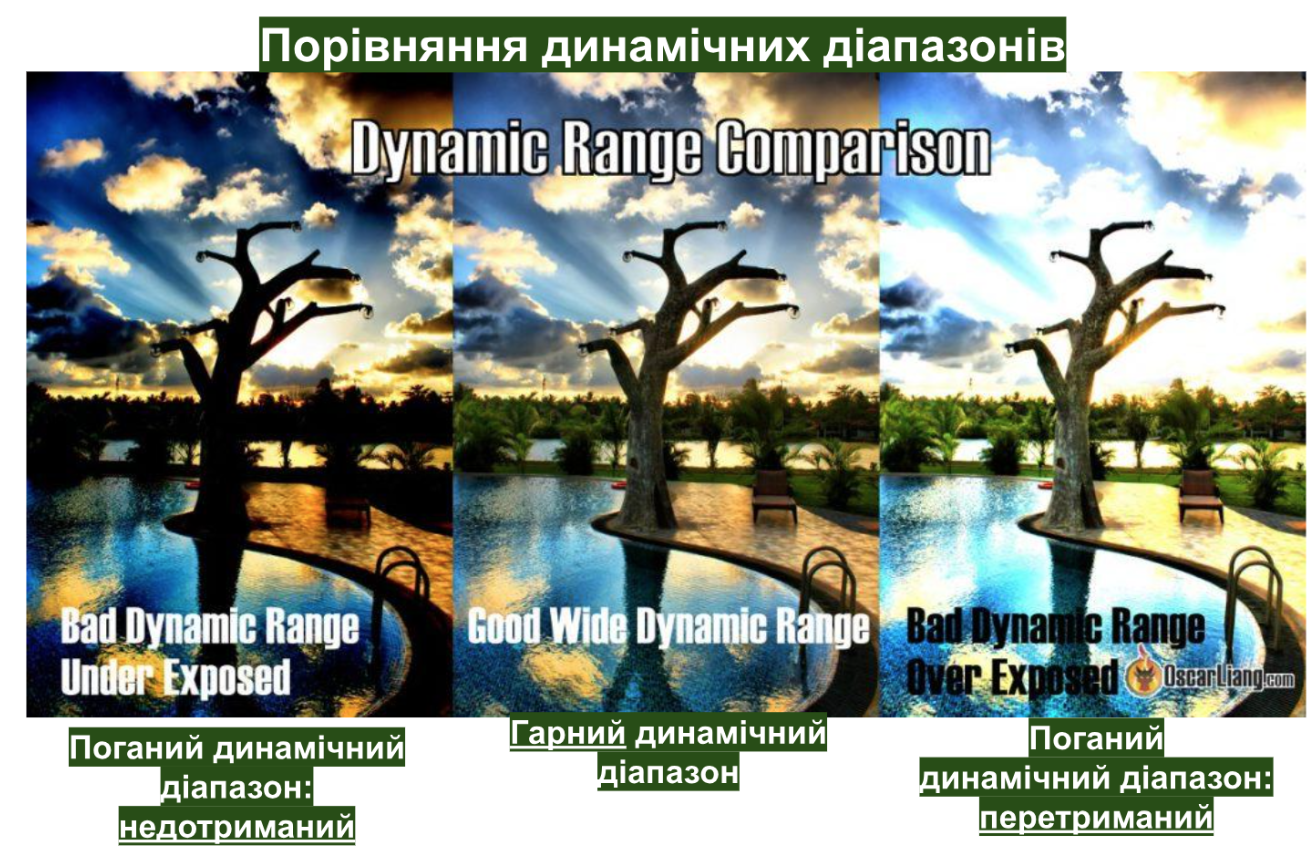 Порівняння динамічних діапазонів
Dynamic Range Comparison
Bad Dynamic Range
Under Exposed
Good Wide Dynamic Range
Bad Dynamic Range
Over Exposed
OscarLiang.com
Поганий динамічний
діапазон:
недотриманий
Гарний динамічний
діапазон
Поганий
динамічний діапазон:
перетриманий